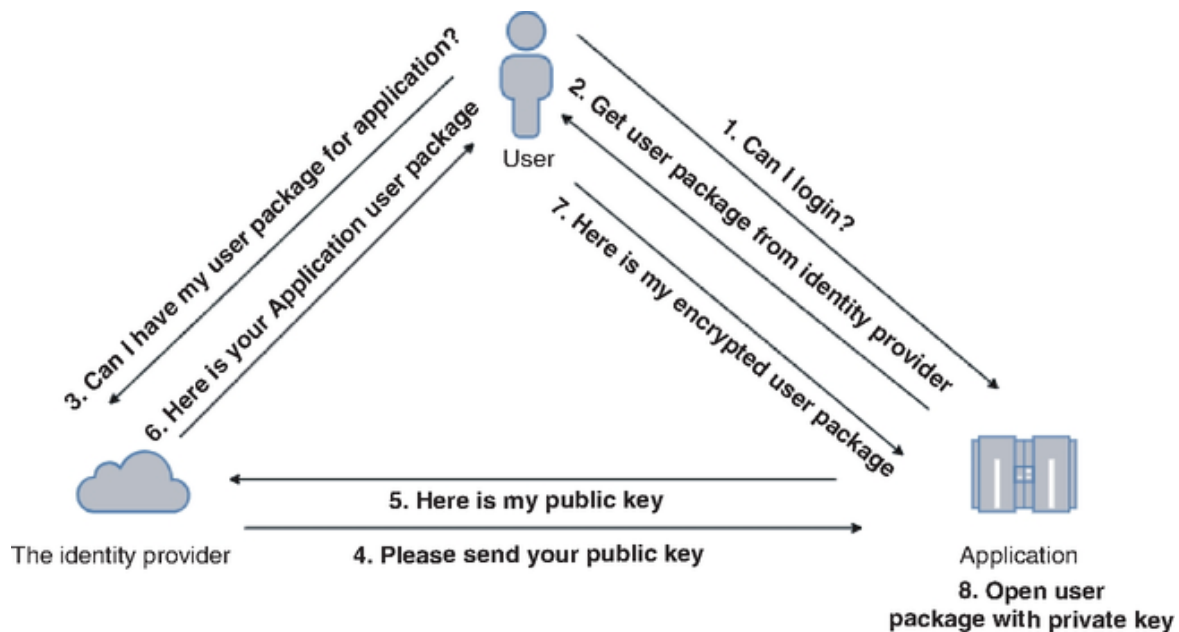 User
1. Can I login?
2. Get user package from identity provider
3. Can I have my user package for application?
6. Here is your Application user package
7. Here is my encrypted user package
5. Here is my public key
4. Please send your public key
The identity provider
Application
8. Open user
package with private key